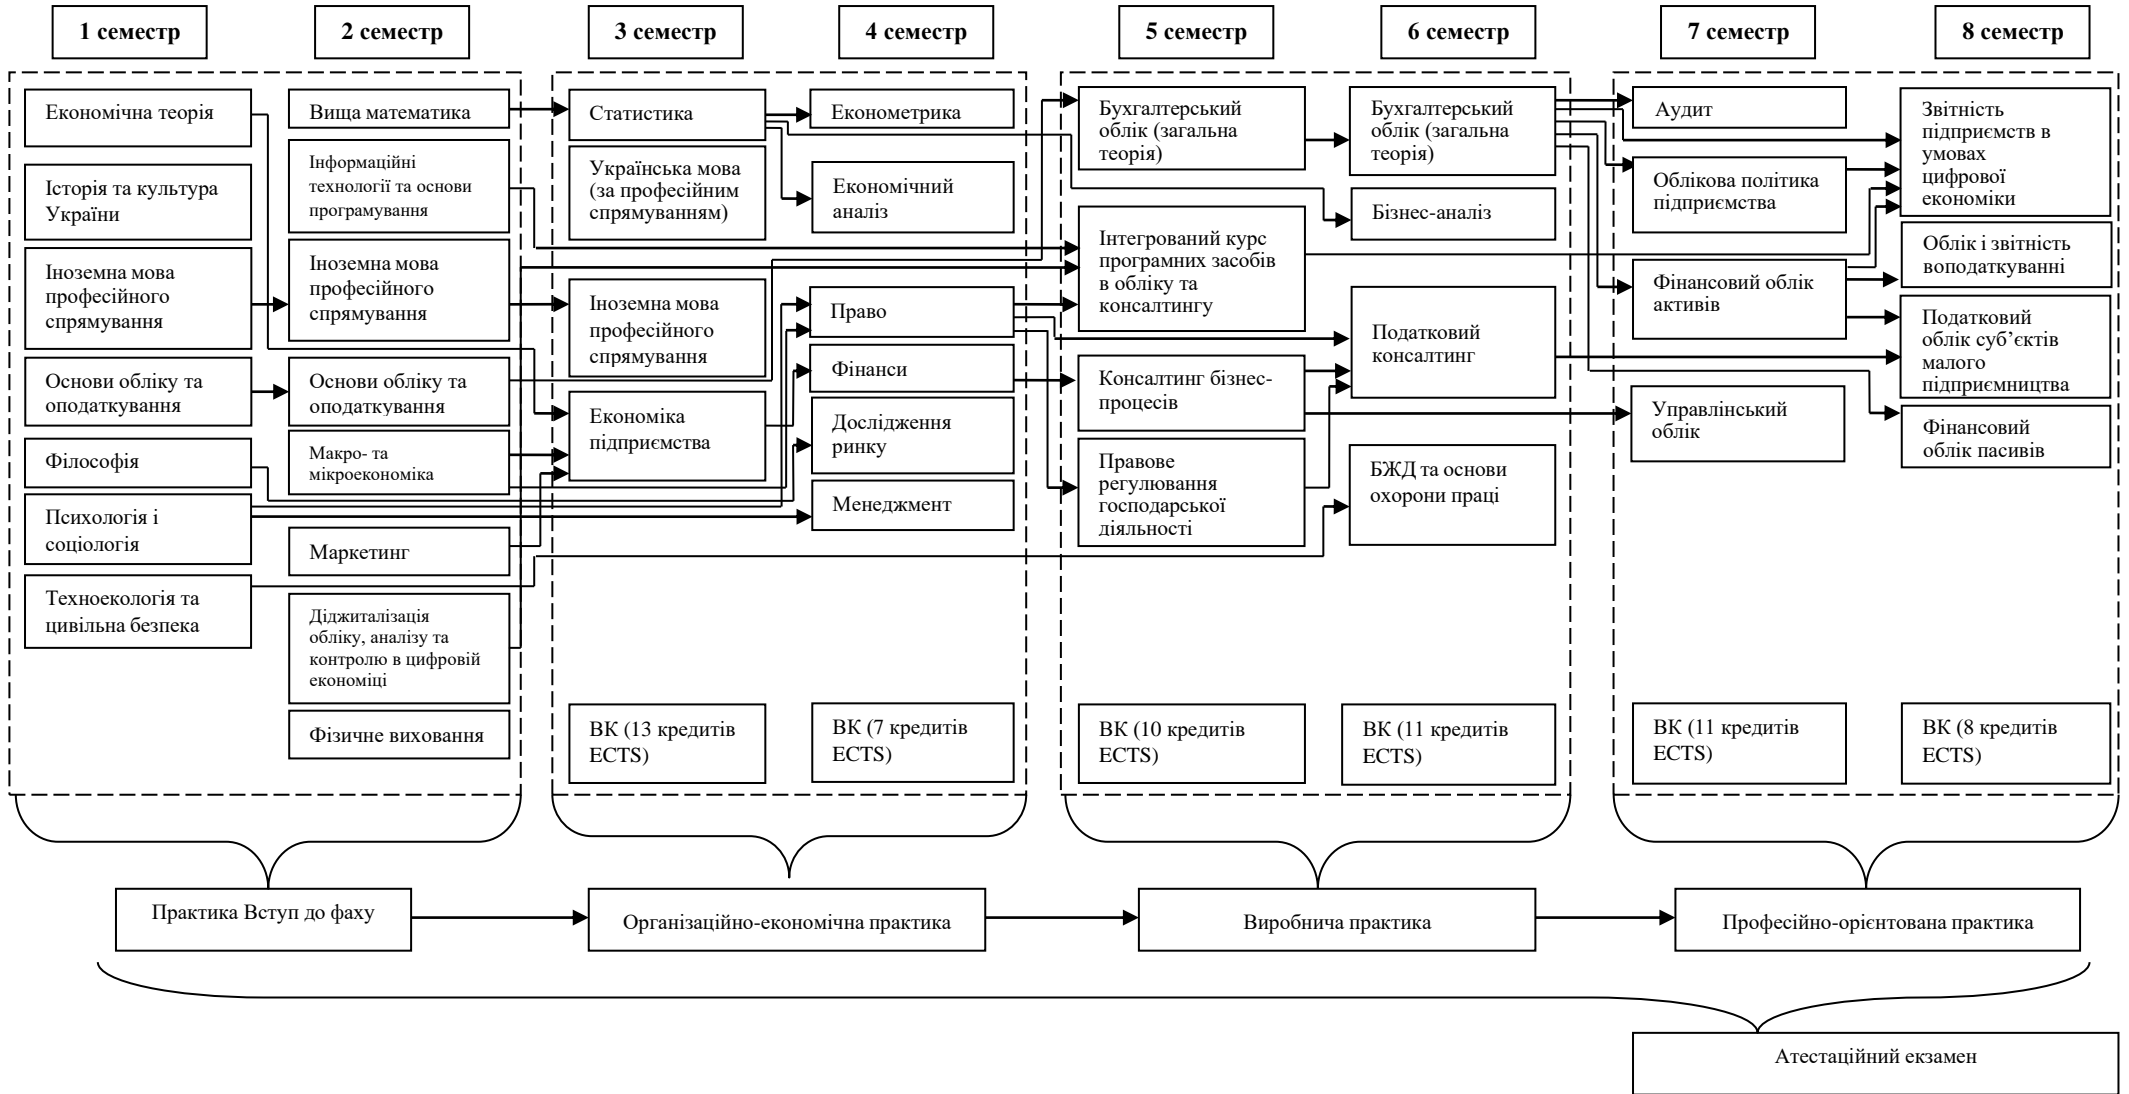 1 семестр
2 семестр
3 семестр
4 семестр
5 семестр
6 семестр
7 семестр
8 семестр
Економічна теорія
Історія та культура
України
Іноземна мова
професійного
спрямування
Основи обліку та
оподаткування
Філософія
Психологія і
соціологія
Техноекологія та
цивільна безпека
Вища математика
Інформаційні
технології та основи
програмування
Іноземна мова
професійного
спрямування
Основи обліку та
оподаткування
Макро- та
мікроекономіка
Маркетинг
Діджиталізація
обліку, аналізу та
контролю в цифровій
економіці
Фізичне виховання
Статистика
Українська мова
(за професійним
спрямуванням)
Іноземна мова
професійного
спрямування
Економіка
підприємства
ВК (13 кредитів
ECTS)
Економетрика
Економічний
аналіз
Право
Фінанси
Дослідження
ринку
Менеджмент
ВК (7 кредитів
ECTS)
Бухгалтерський
облік (загальна
теорія)
Інтегрований курс
програмних засобів
в обліку та
консалтингу
Консалтинг бізнес-
процесів
Правове
регулювання
господарської
діяльності
ВК (10 кредитів
ECTS)
Бухгалтерський
облік (загальна
теорія)
Бізнес-аналіз
Податковий
консалтинг
БЖД та основи
охорони праці
ВК (11 кредитів
ECTS)
Аудит
Облікова політика
підприємства
Фінансовий облік
активів
Управлінський
облік
ВК (11 кредитів
ECTS)
Звітність
підприємств в
умовах
цифрової
економіки
Облік і звітність
воподаткуванні
Податковий
облік суб’єктів
малого
підприємництва
Фінансовий
облік пасивів
ВК (8 кредитів
ECTS)
Практика Вступ до фаху
Організаційно-економічна практика
Виробнича практика
Професійно-орієнтована практика
Атестаційний екзамен